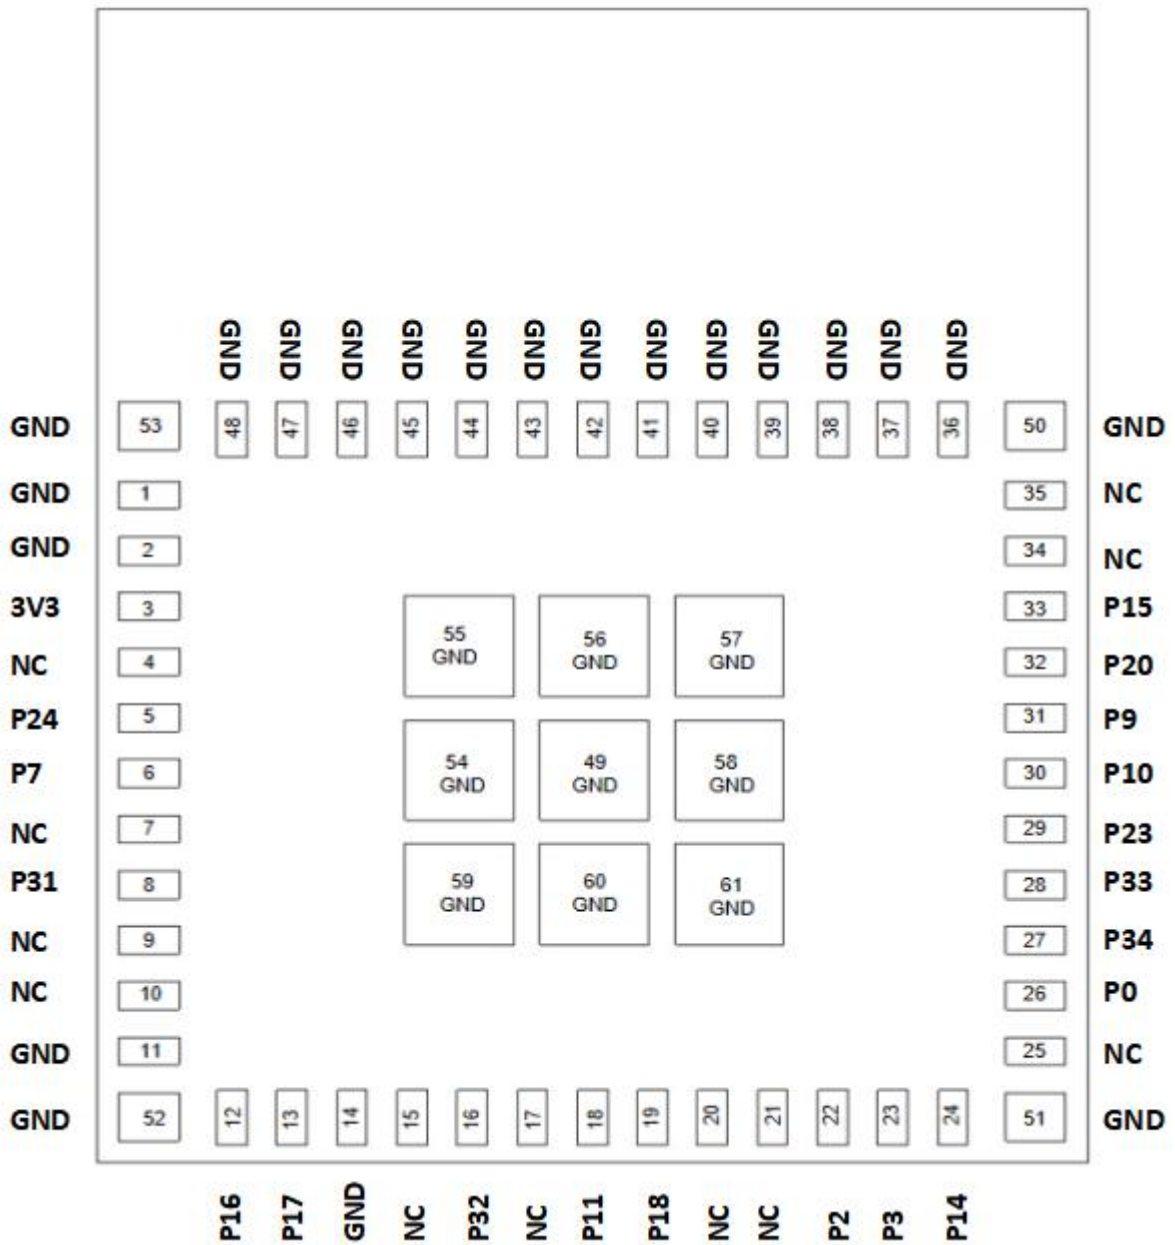 GND GND GND GND GND GND GND GND GND GND GND GND GND
GND 53 48 47 46 45 44 43 42 41 40 39 38 37 36 50 GND
GND 1 35 NC
GND 2 34 NC
3V3 3 33 P15
55 GND
56 GND
57 GND
NC 4 32 P20
P24 5 31 P9
54 GND
49 GND
58 GND
P7 6 30 P10
NC 7 29 P23
59 GND
60 GND
61 GND
P31 8 28 P33
NC 9 27 P34
NC 10 26 P0
GND 11 25 NC
GND 52 12 13 14 15 16 17 18 19 20 21 22 23 24 51 GND
P16 P17 GND NC P32 NC P11 P18 NC NC P2 P3 P14